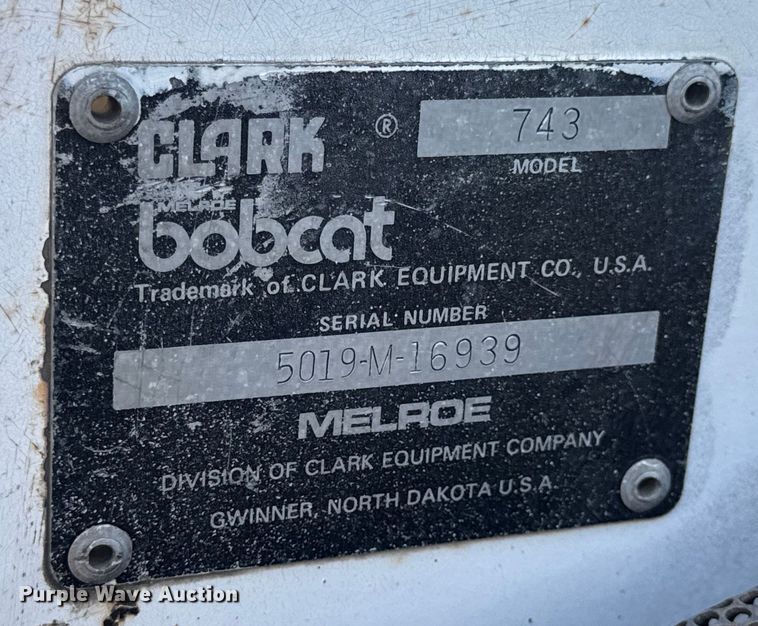 CLARK ® 743
MODEL
MELROE
bobcat
Trademark of CLARK EQUIPMENT CO., U.S.A.
SERIAL NUMBER
5019-M-16939
MELROE
DIVISION OF CLARK EQUIPMENT COMPANY
GWINNER, NORTH DAKOTA U.S.A.
Purple Wave Auction